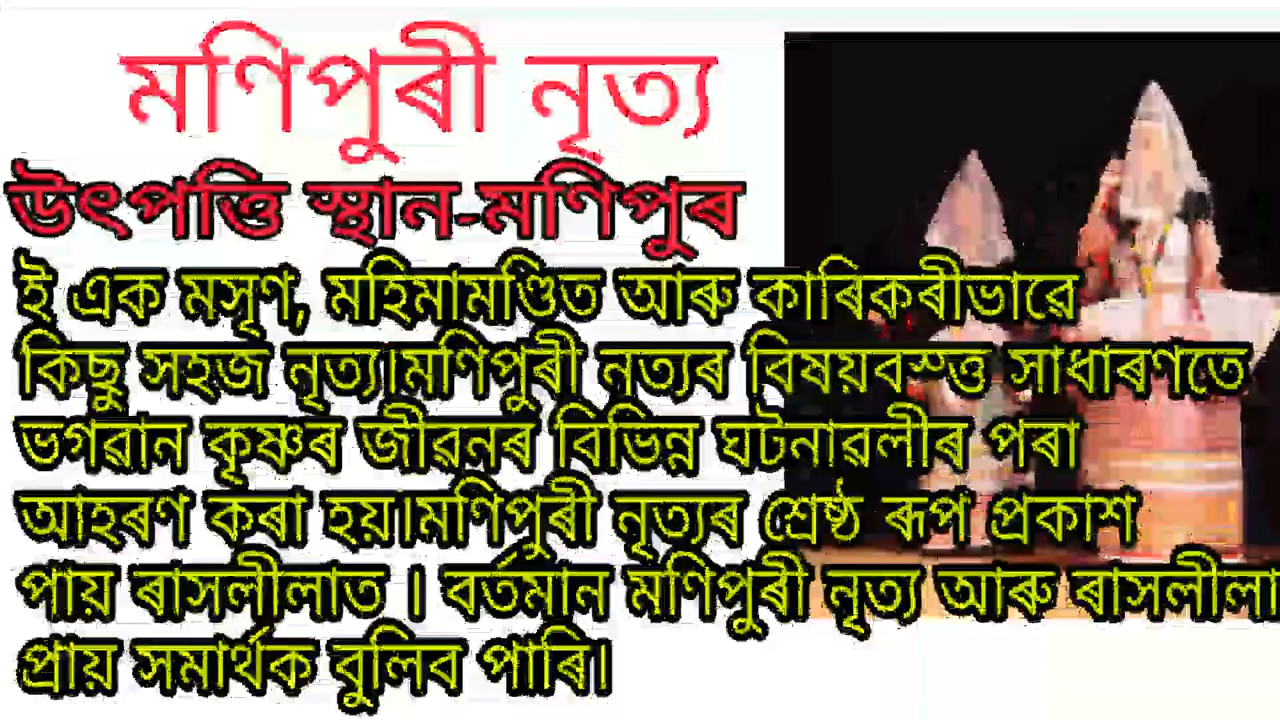 মণিপুৰী নৃত্য
উৎপত্তি স্থান-মণিপুৰ
ই এক মসৃণ, মহিমামণ্ডিত আৰু কাৰিকৰীভাৱে
কিছু সহজ নৃত্য।মণিপুৰী নৃত্যৰ বিষয়বস্ত্ত সাধাৰণতে
ভগৱান কৃষ্ণৰ জীৱনৰ বিভিন্ন ঘটনাৱলীৰ পৰা
আহৰণ কৰা হয়।মণিপুৰী নৃত্যৰ শ্ৰেষ্ঠ ৰূপ প্ৰকাশ
পায় ৰাসলীলাত । বৰ্তমান মণিপুৰী নৃত্য আৰু ৰাসলীলা
প্ৰায় সমাৰ্থক বুলিব পাৰি।